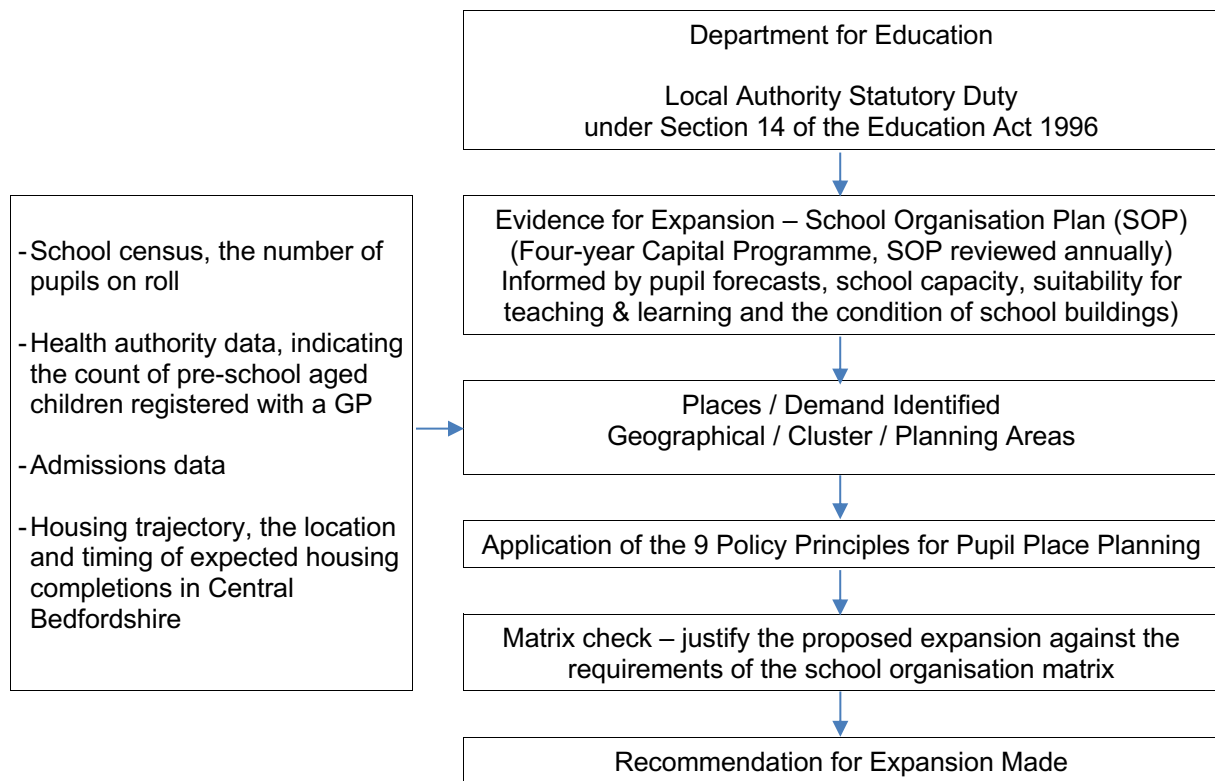 Department for Education
Local Authority Statutory Duty
under Section 14 of the Education Act 1996
Evidence for Expansion – School Organisation Plan (SOP)
(Four-year Capital Programme, SOP reviewed annually)
Informed by pupil forecasts, school capacity, suitability for
teaching & learning and the condition of school buildings)
- School census, the number of
pupils on roll
- Health authority data, indicating
the count of pre-school aged
children registered with a GP
- Admissions data
- Housing trajectory, the location
and timing of expected housing
completions in Central
Bedfordshire
Places / Demand Identified
Geographical / Cluster / Planning Areas
Application of the 9 Policy Principles for Pupil Place Planning
Matrix check – justify the proposed expansion against the
requirements of the school organisation matrix
Recommendation for Expansion Made